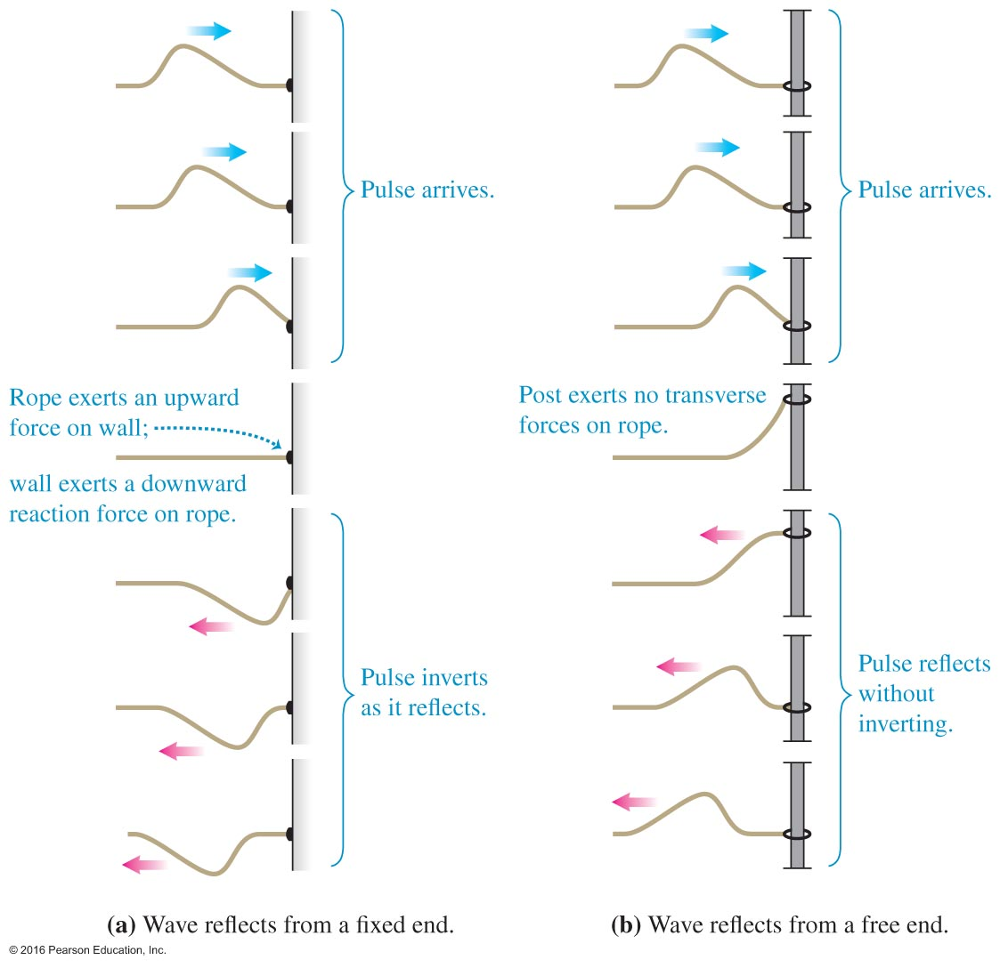 Pulse arrives.
Rope exerts an upward
force on wall;
wall exerts a downward
reaction force on rope.
Pulse inverts
as it reflects.
(a) Wave reflects from a fixed end.
Pulse arrives.
Post exerts no transverse
forces on rope.
Pulse reflects
without
inverting.
(b) Wave reflects from a free end.
© 2016 Pearson Education, Inc.